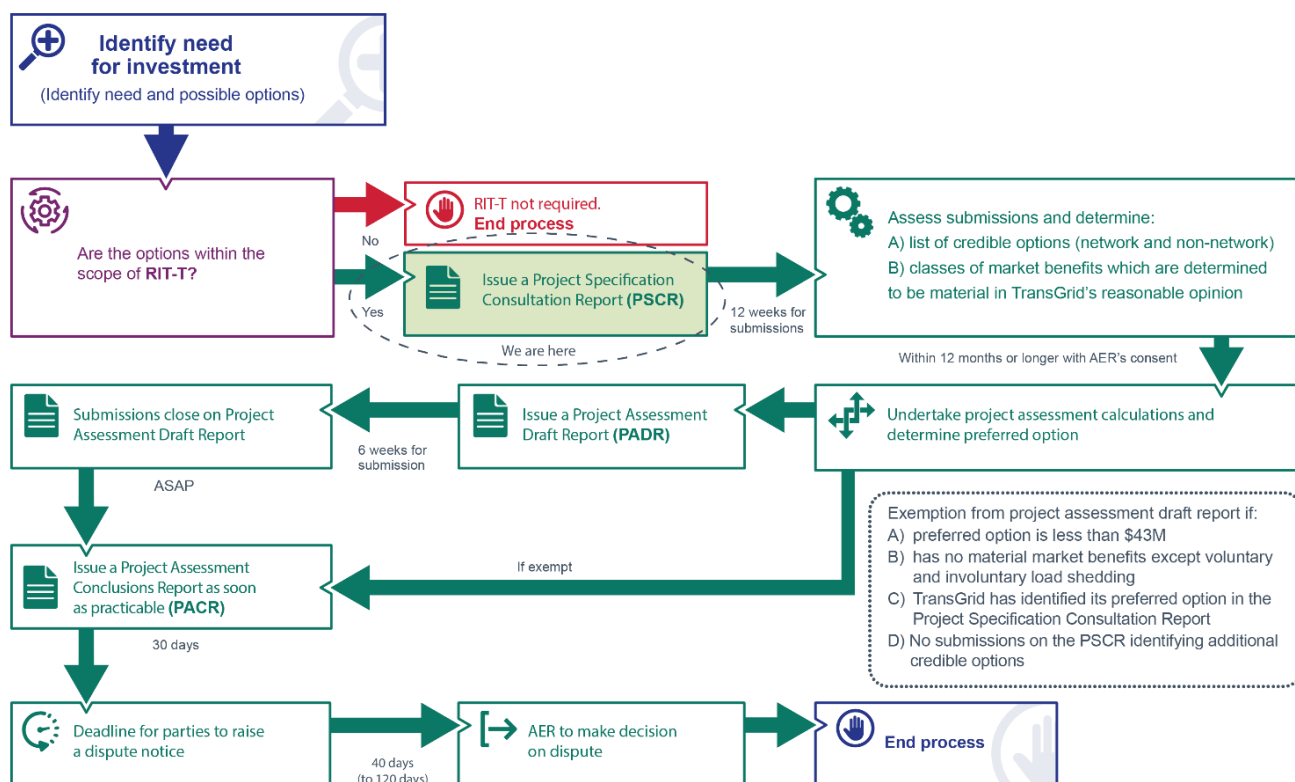 Identify need
for investment
(Identify need and possible options)
Are the options within the
scope of RIT-T?
No
Yes
RIT-T not required.
End process
Issue a Project Specification
Consultation Report (PSCR)
We are here
12 weeks for
submissions
Assess submissions and determine:
A) list of credible options (network and non-network)
B) classes of market benefits which are determined
to be material in TransGrid's reasonable opinion
Within 12 months or longer with AER's consent
Undertake project assessment calculations and
determine preferred option
Issue a Project Assessment
Draft Report (PADR)
6 weeks for
submission
Submissions close on Project
Assessment Draft Report
ASAP
Exemption from project assessment draft report if:
A) preferred option is less than $43M
B) has no material market benefits except voluntary
and involuntary load shedding
C) TransGrid has identified its preferred option in the
Project Specification Consultation Report
D) No submissions on the PSCR identifying additional
credible options
If exempt
Issue a Project Assessment
Conclusions Report as soon
as practicable (PACR)
30 days
Deadline for parties to raise
a dispute notice
40 days
(to 120 days)
AER to make decision
on dispute
End process